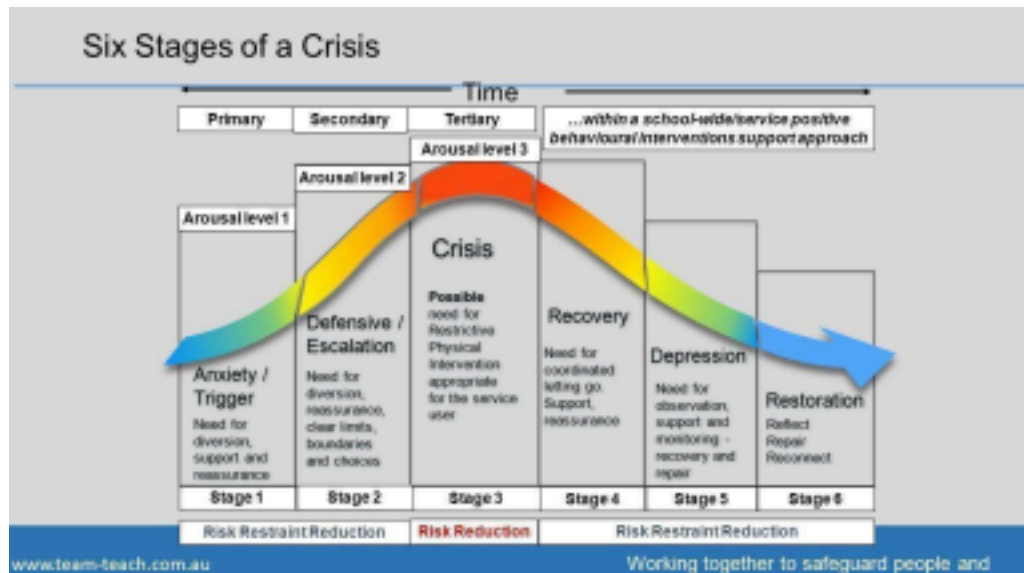 Six Stages of a Crisis
Time
Primary
Secondary
Tertiary
...within a school-wide/service positive
behavioural interventions support approach
Arousal level 1
Arousal level 2
Arousal level 3
Anxiety /
Trigger
Need for
diversion,
support and
reassurance
Defensive /
Escalation
Need for
diversion,
reassurance,
clear limits,
boundaries
and choices
Crisis
Possible
need for
Restrictive
Physical
Intervention
appropriate
for the service
user
Recovery
Need for
coordinated
letting go.
Support,
reassurance
Depression
Need for
observation,
support and
monitoring -
recovery and
repair
Restoration
Reflect
Repair
Reconnect
Stage 1
Stage 2
Stage 3
Stage 4
Stage 5
Stage 6
Risk Restraint Reduction
Risk Reduction
Risk Restraint Reduction
www.team-teach.com.au
Working together to safeguard people and